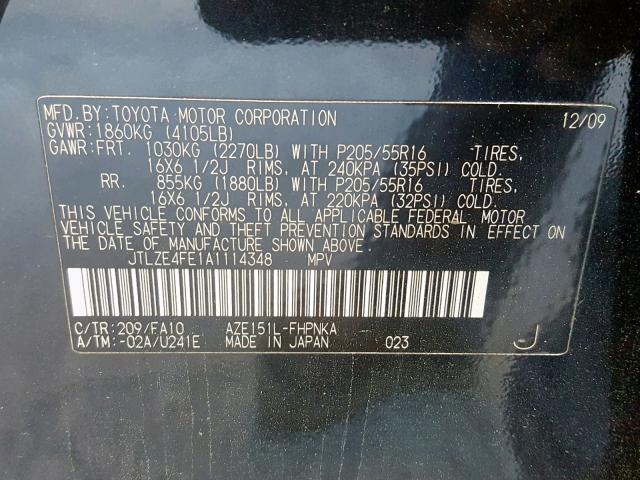 MFD.BY:TOYOTA MOTOR CORPORATION 12/09
GVWR:1860KG (4105LB)
GAWR:FRT. 1030KG (2270LB) WITH P205/55R16 TIRES,
16X6 1/2J RIMS, AT 240KPA (35PSI) COLD.
RR. 855KG (1880LB) WITH P205/55R16 TIRES,
16X6 1/2J RIMS, AT 220KPA (32PSI) COLD.
THIS VEHICLE CONFORMS TO ALL APPLICABLE FEDERAL MOTOR
VEHICLE SAFETY AND THEFT PREVENTION STANDARDS IN EFFECT ON
THE DATE OF MANUFACTURE SHOWN ABOVE.
JTLZE4FE1A1114348 MPV
C/TR:209/FA10 AZE151L-FHPNKA
A/TM:-02A/U241E MADE IN JAPAN 023 J